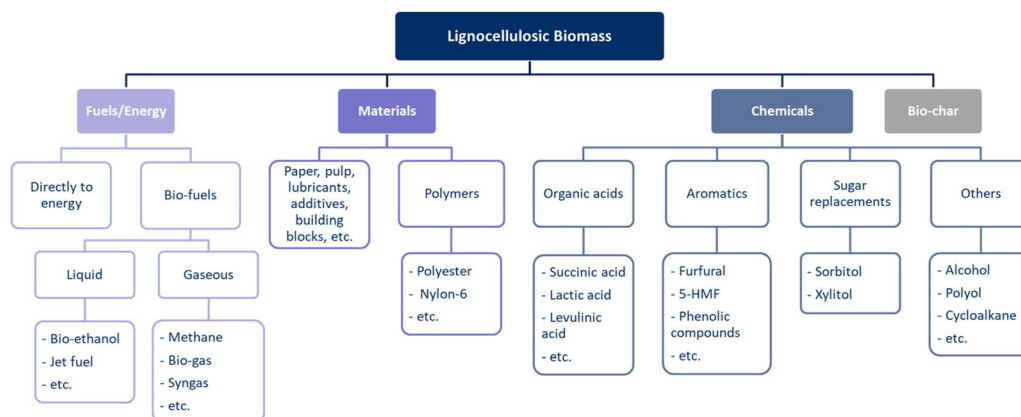 Lignocellulosic Biomass
Fuels/Energy
Materials
Chemicals
Bio-char
Directly to
energy
Bio-fuels
Paper, pulp,
lubricants,
additives,
building
blocks, etc.
Polymers
Organic acids
Aromatics
Sugar
replacements
Others
Liquid
Gaseous
- Polyester
- Nylon-6
- etc.
- Succinic acid
- Lactic acid
- Levulinic
acid
- etc.
- Furfural
- 5-HMF
- Phenolic
compounds
- etc.
- Sorbitol
- Xylitol
- Alcohol
- Polyol
- Cycloalkane
- etc.
- Bio-ethanol
- Jet fuel
- etc.
- Methane
- Bio-gas
- Syngas
- etc.